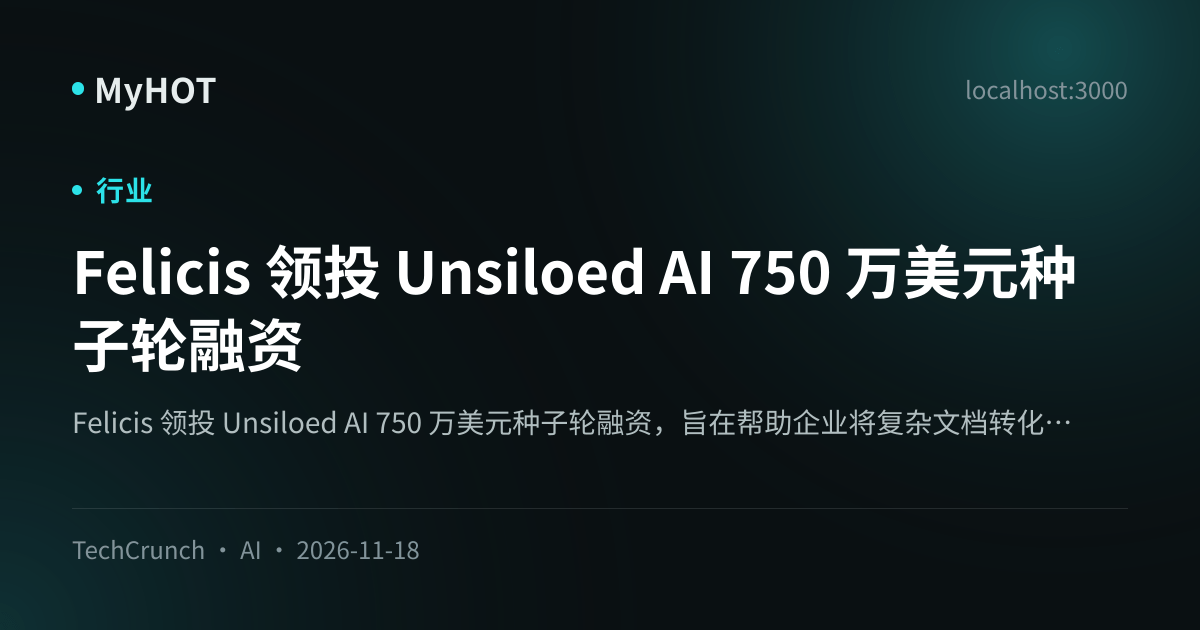 MyHOT
localhost:3000
行业
Felicis 领投 Unsiloed AI 750 万美元种
子轮融资
Felicis 领投 Unsiloed AI 750 万美元种子轮融资，旨在帮助企业将复杂文档转化…
TechCrunch · AI · 2026-11-18